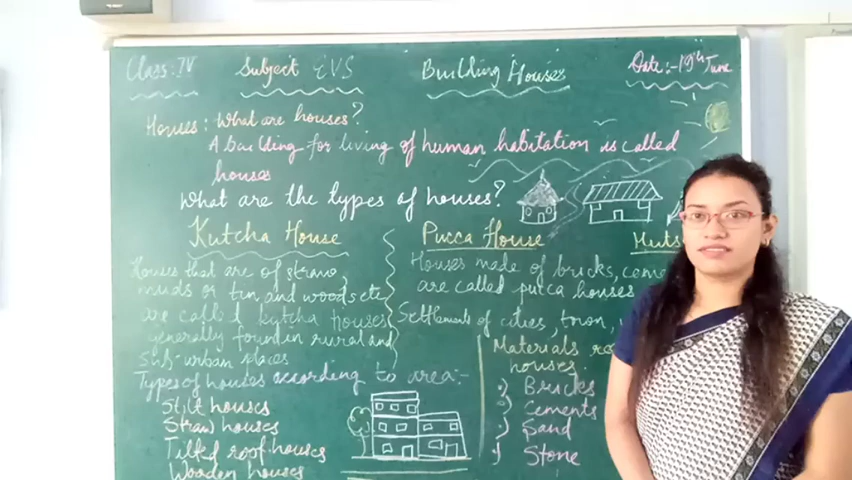 Class: IV
Subject EVS
Building Houses
Date:- 19th June
Houses: What are houses?
A building for living of human habitation is called
houses
What are the types of houses?
Kutcha House
Houses that are of straw,
muds or tin and woods etc
are called kutcha houses
generally found in rural and
Sub-urban places
Types of houses according to area:-
Stilt houses
Straw houses
Tilted roof houses
Wooden houses
Pucca House
Houses made of bricks, ceme
are called pucca houses
Settlements of cities, town,
Materials
houses
Bricks
Cements
Sand
Stone
Huts